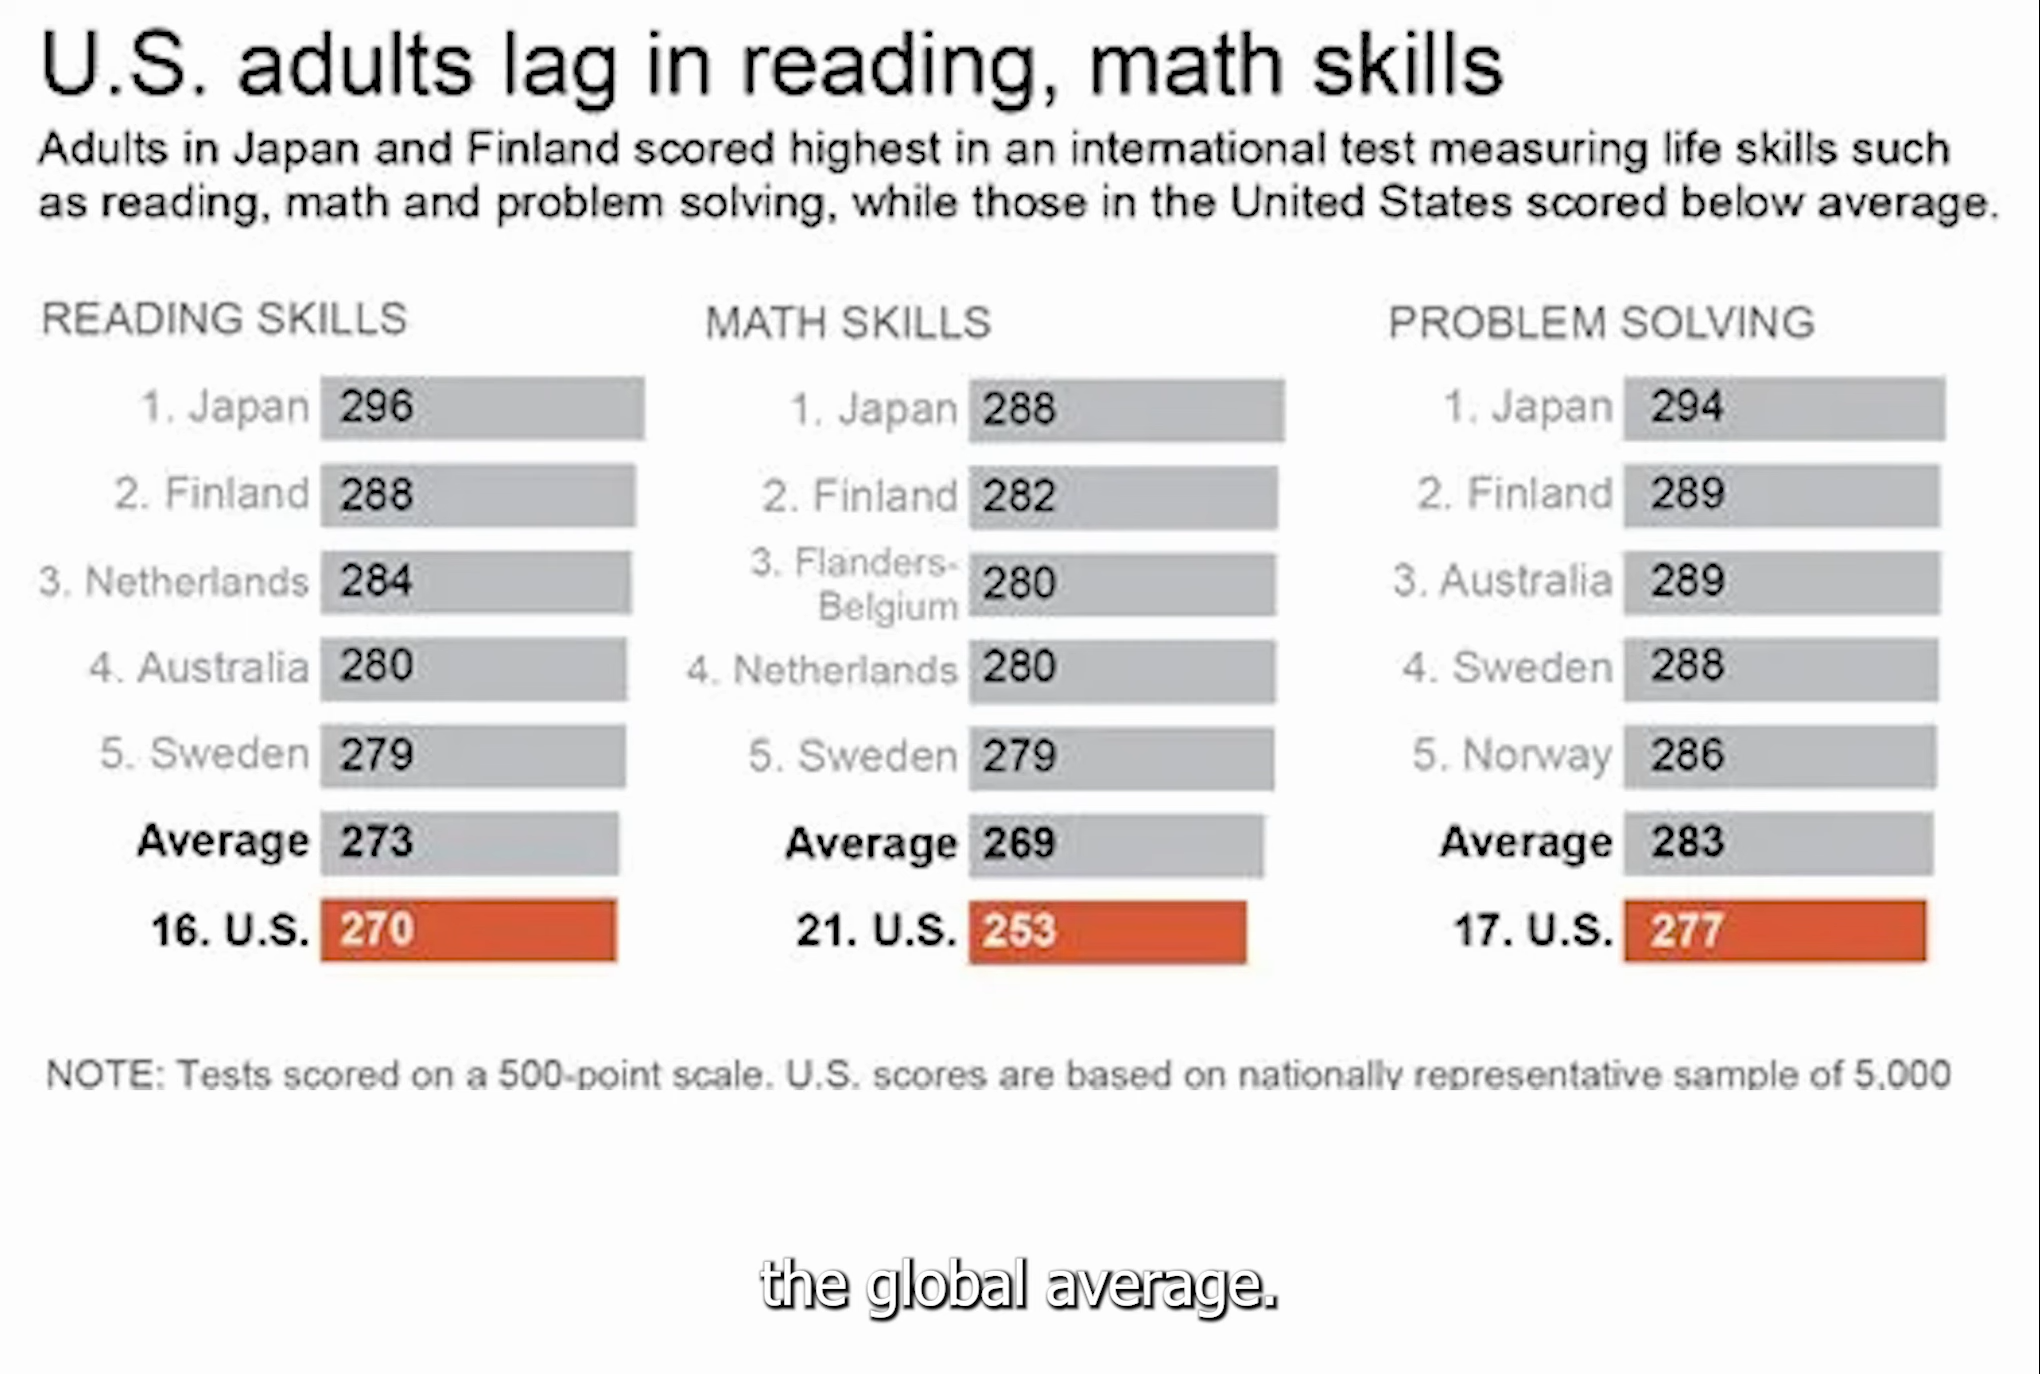 U.S. adults lag in reading, math skills
Adults in Japan and Finland scored highest in an international test measuring life skills such
as reading, math and problem solving, while those in the United States scored below average.
READING SKILLS
1. Japan 296
2. Finland 288
3. Netherlands 284
4. Australia 280
5. Sweden 279
Average 273
16. U.S. 270
MATH SKILLS
1. Japan 288
2. Finland 282
3. Flanders-
Belgium 280
4. Netherlands 280
5. Sweden 279
Average 269
21. U.S. 253
PROBLEM SOLVING
1. Japan 294
2. Finland 289
3. Australia 289
4. Sweden 288
5. Norway 286
Average 283
17. U.S. 277
NOTE: Tests scored on a 500-point scale. U.S. scores are based on nationally representative sample of 5,000
the global average.